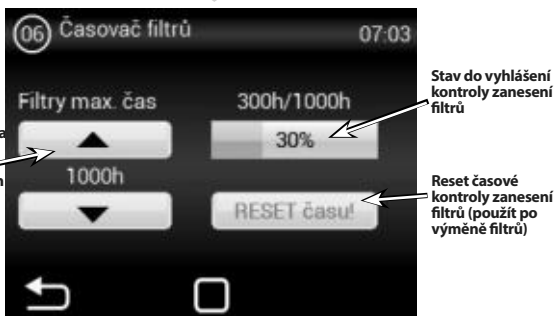 06 Časovač filtrů 07:03
Filtry max. čas 300h/1000h
30%
1000h
RESET času!
Stav do vyhlášení
kontroly zanesení
filtrů
Reset časové
kontroly zanesení
filtrů (použít po
výměně filtrů)